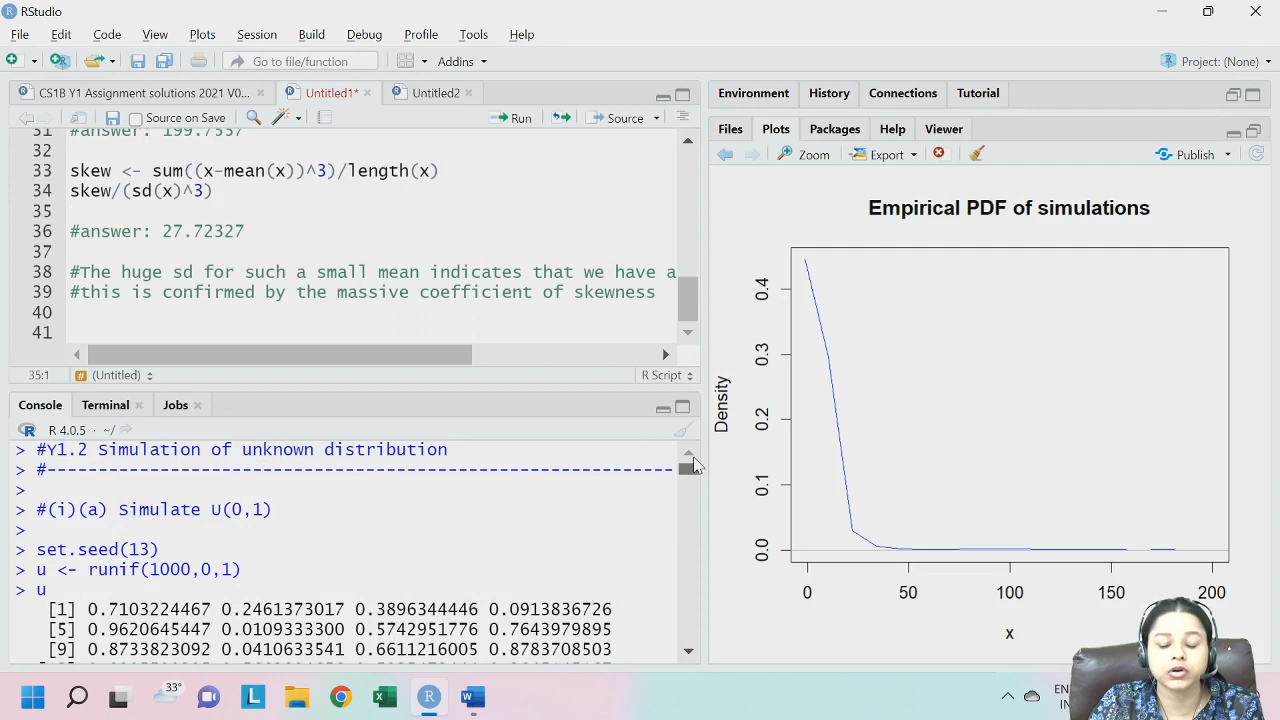 RStudio
File Edit Code View Plots Session Build Debug Profile Tools Help
Go to file/function Addins Project: (None)
CS1B Y1 Assignment solutions 2021 V0... Untitled1* Untitled2
Source on Save Run Source
31 #answer: 199.7557
32
33 skew <- sum((x-mean(x))^3)/length(x)
34 skew/(sd(x)^3)
35
36 #answer: 27.72327
37
38 #The huge sd for such a small mean indicates that we have a
39 #this is confirmed by the massive coefficient of skewness
40
41
35:1 # (Untitled) R Script
Console Terminal Jobs
R 4.0.5 · ~/
> #Y1.2 Simulation of unknown distribution
> #--------------------------------------------------------------
>
> #(i)(a) Simulate U(0,1)
>
> set.seed(13)
> u <- runif(1000,0,1)
> u
[1] 0.7103224467 0.2461373017 0.3896344446 0.0913836726
[5] 0.9620645447 0.0109333300 0.5742951776 0.7643979895
[9] 0.8733823092 0.0410633541 0.6611216005 0.8783708503
Environment History Connections Tutorial
Files Plots Packages Help Viewer
Zoom Export Publish
Empirical PDF of simulations
Density
0.4
0.3
0.2
0.1
0.0
0 50 100 150 200
x
33°
L
W
EN
IN